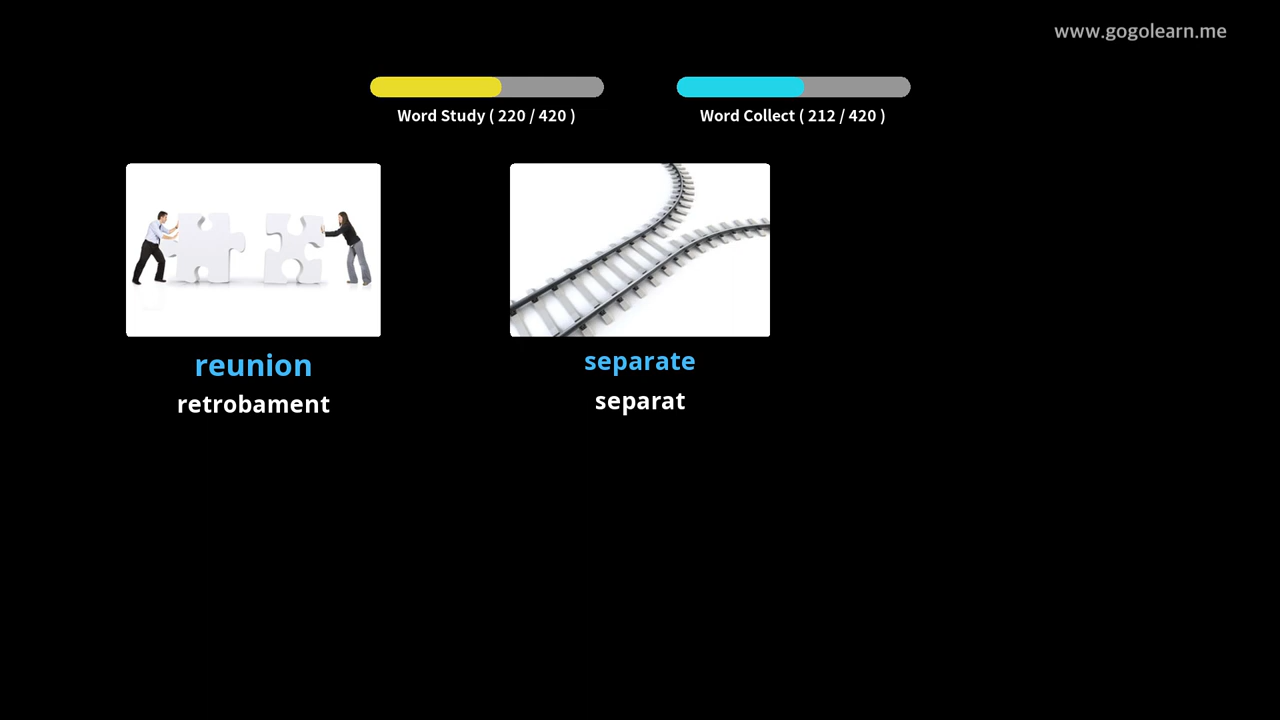 www.gogolearn.me
Word Study ( 220 / 420 )
Word Collect ( 212 / 420 )
reunion
retrobament
separate
separat